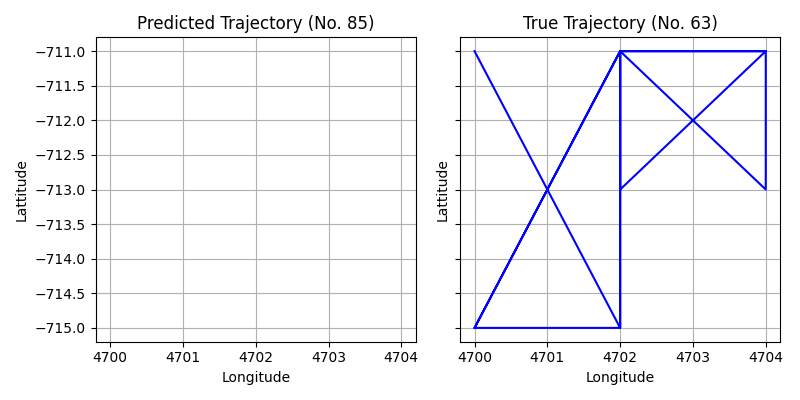 Predicted Trajectory (No. 85)
True Trajectory (No. 63)
−711.0
−711.5
−712.0
−712.5
−713.0
−713.5
−714.0
−714.5
−715.0
Lattitude
Lattitude
4700 4701 4702 4703 4704
4700 4701 4702 4703 4704
Longitude
Longitude